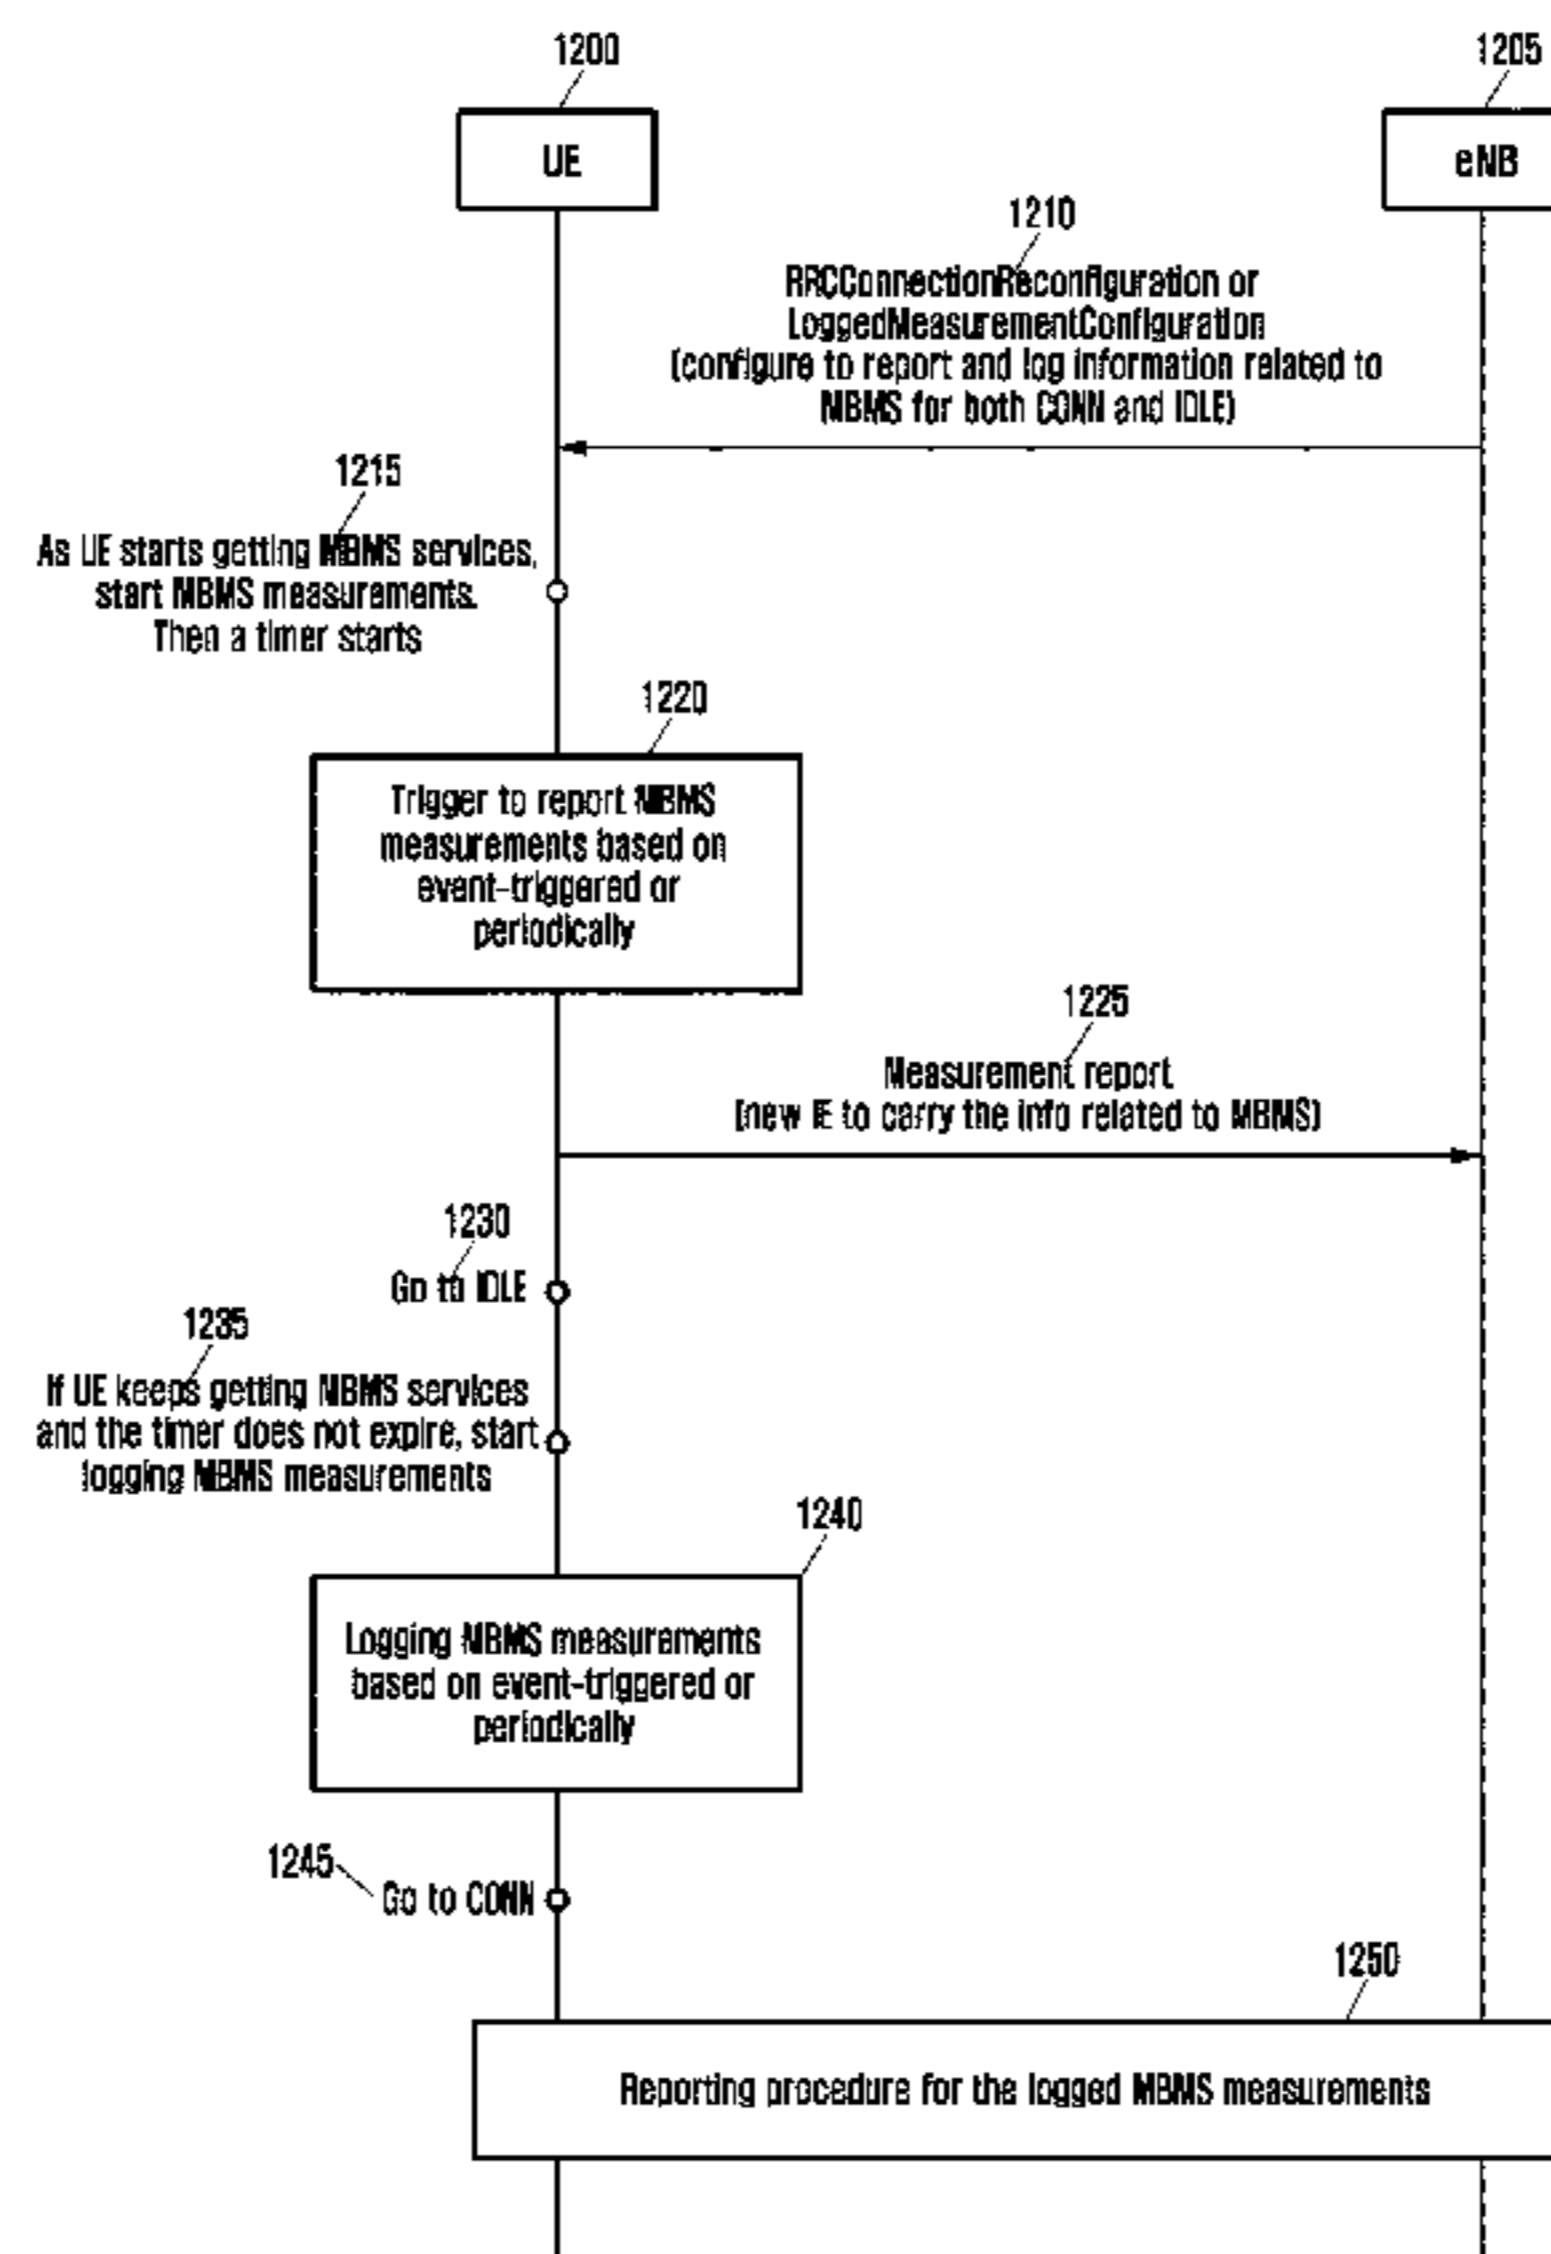 1200
1205
UE
eNB
1210
RRCConnectionReconfiguration or
LoggedMeasurementConfiguration
(configure to report and log information related to
MBMS for both CONN and IDLE)
1215
As UE starts getting MBMS services,
start MBMS measurements.
Then a timer starts
1220
Trigger to report MBMS
measurements based on
event-triggered or
periodically
1225
Measurement report
(new IE to carry the info related to MBMS)
1230
Go to IDLE
1235
If UE keeps getting MBMS services
and the timer does not expire, start
logging MBMS measurements
1240
Logging MBMS measurements
based on event-triggered or
periodically
1245
Go to CONN
1250
Reporting procedure for the logged MBMS measurements